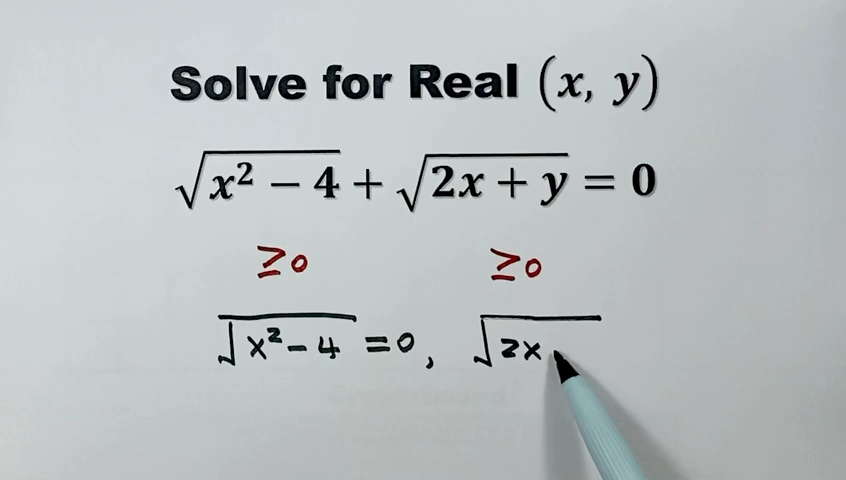 Solve for Real (x, y)
√(x² − 4) + √(2x + y) = 0
≥0 ≥0
√(x² − 4) = 0, √(2x